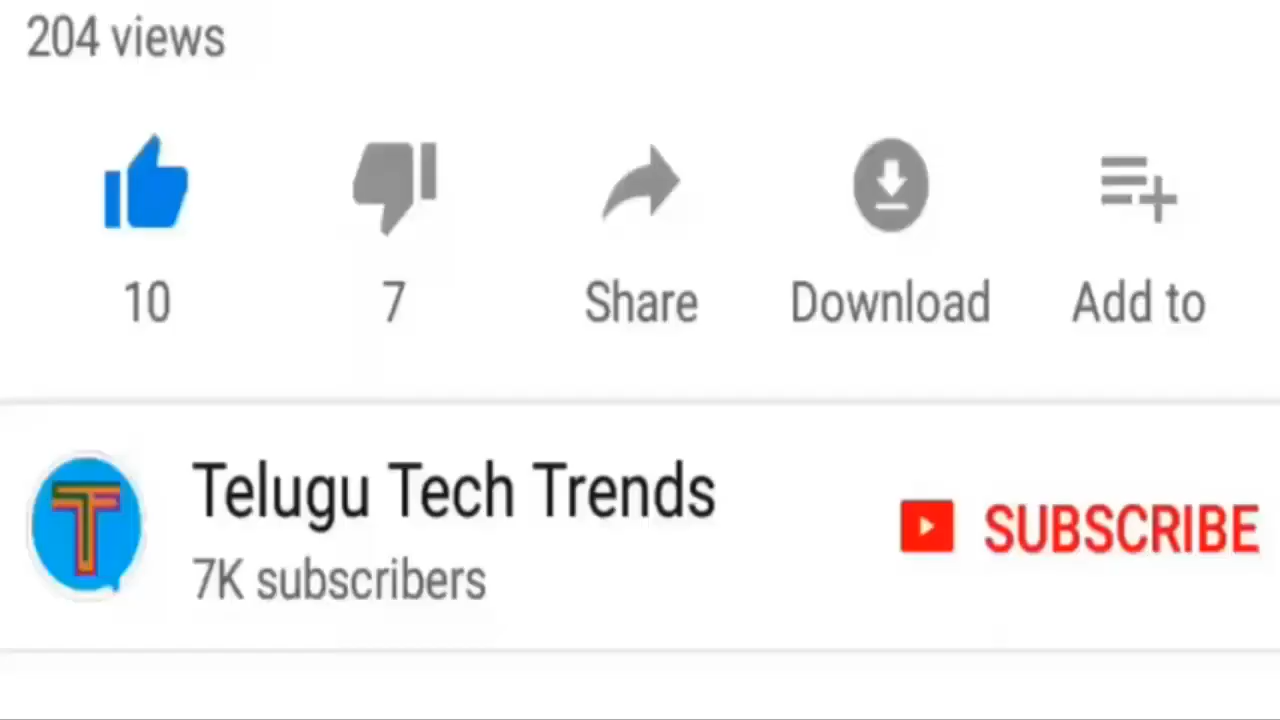 204 views
10 7 Share Download Add to
Telugu Tech Trends
SUBSCRIBE
7K subscribers